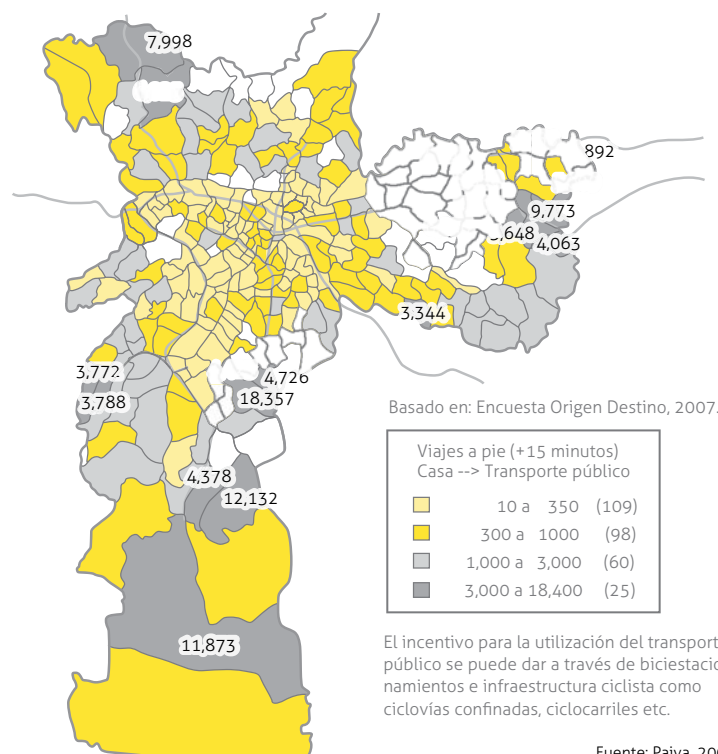 7,998
892
9,773
4,063
3,344
3,772
3,788
4,726
18,357
4,378
12,132
11,873
Basado en: Encuesta Origen Destino, 2007.
Viajes a pie (+15 minutos)
Casa --> Transporte público
10 a 350 (109)
300 a 1000 (98)
1,000 a 3,000 (60)
3,000 a 18,400 (25)
El incentivo para la utilización del transport
público se puede dar a través de biciestacio
namientos e infraestructura ciclista como
ciclovías confinadas, ciclocarriles etc.
Fuente: Paiva, 200